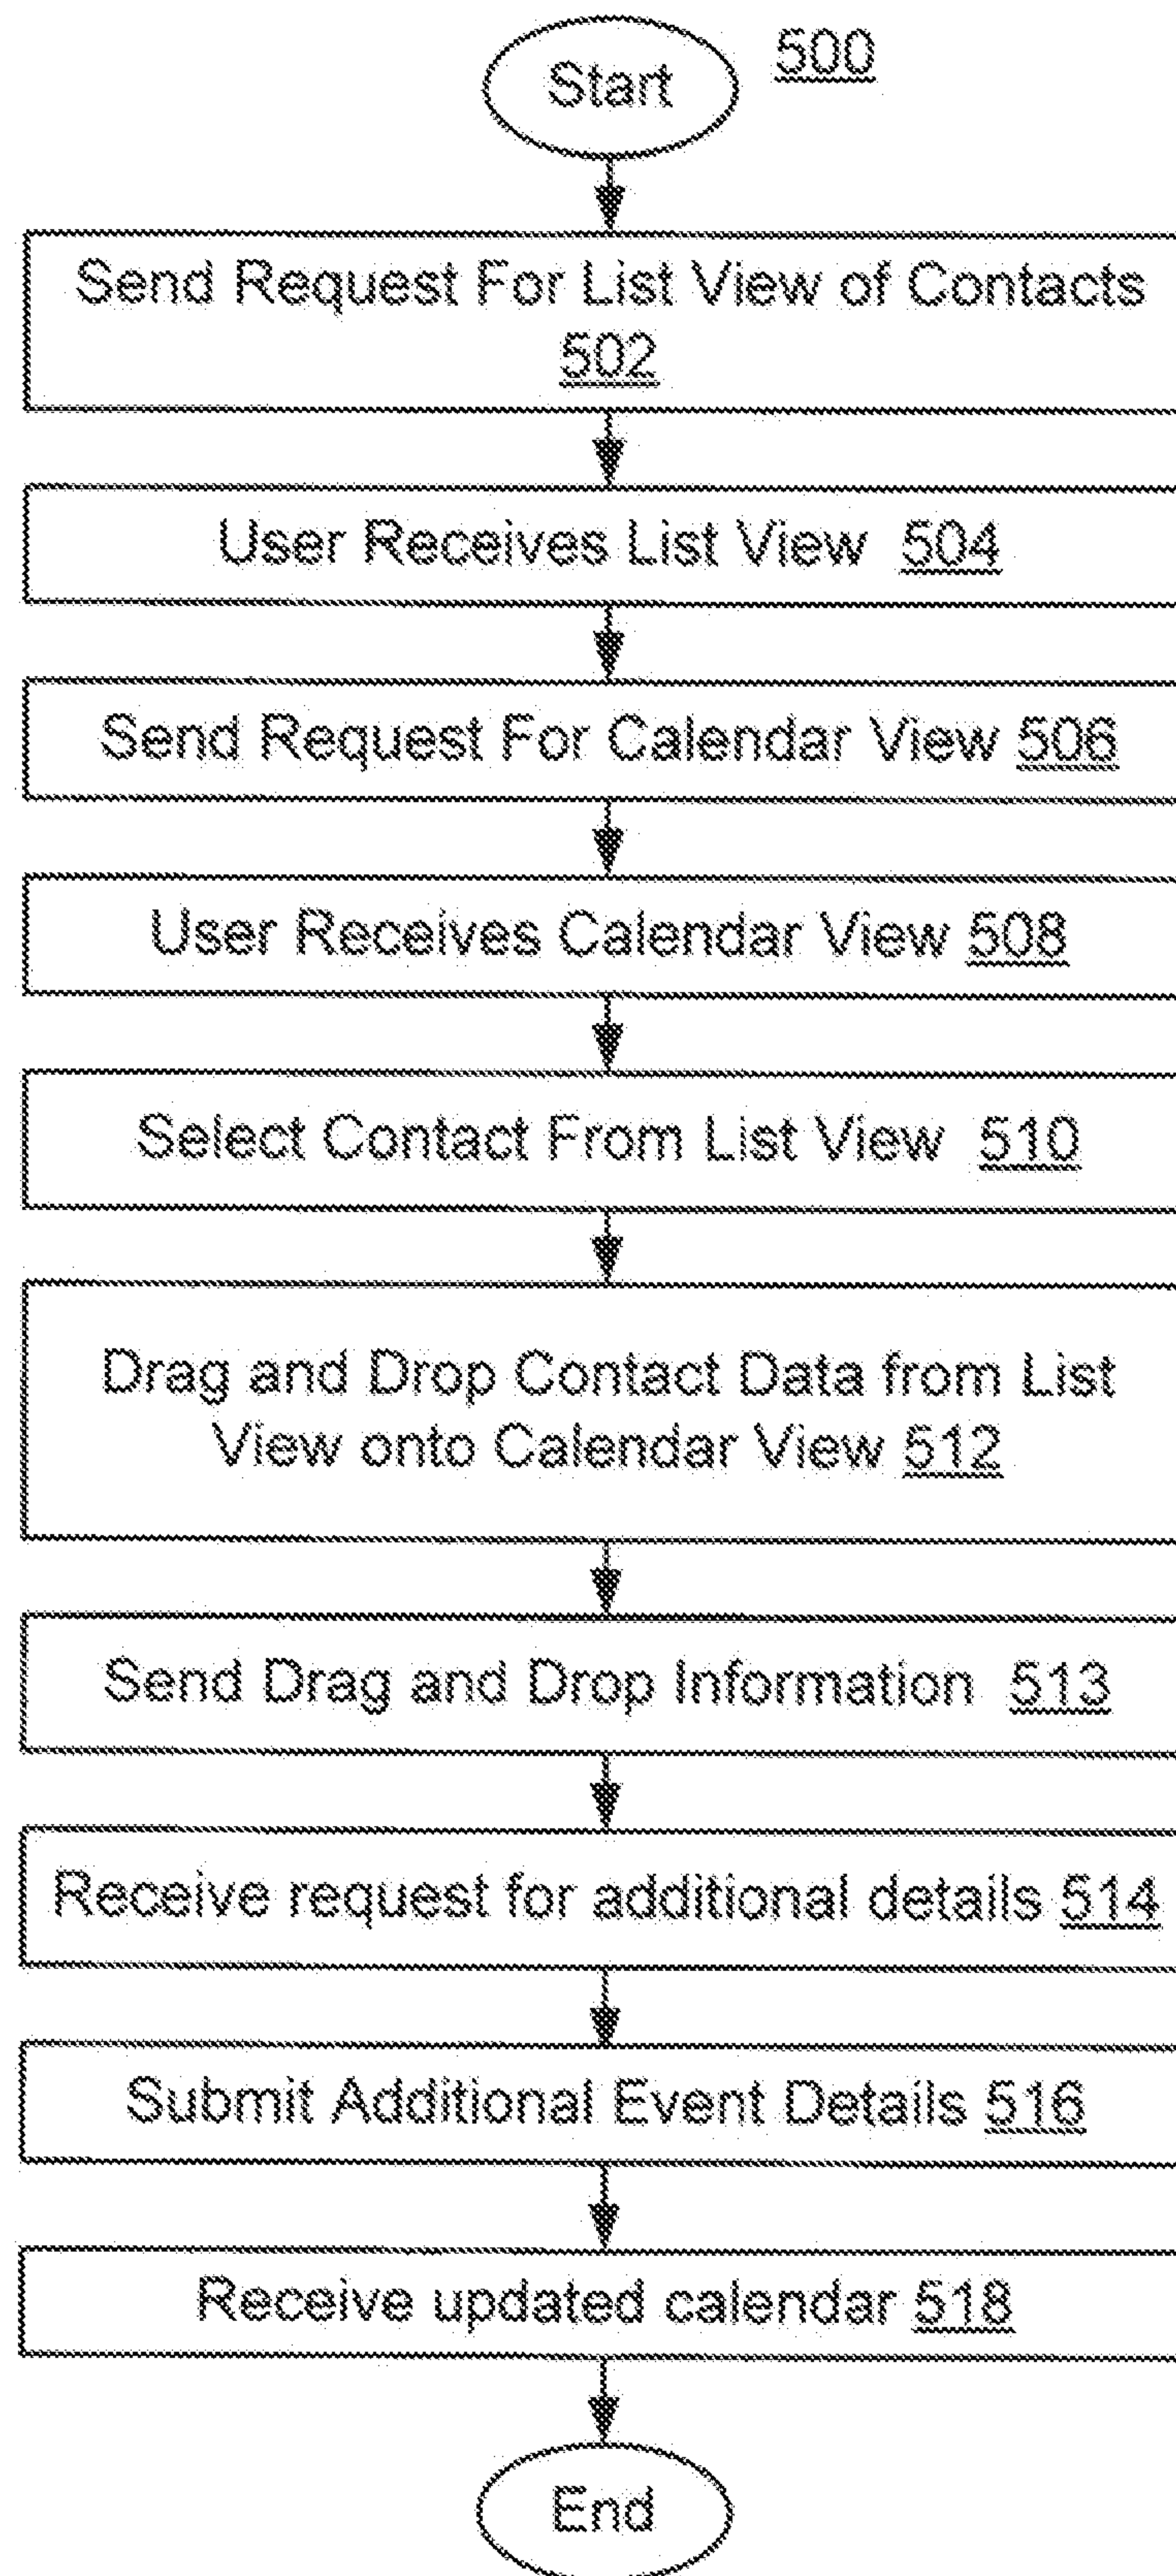 500
Start
Send Request For List View of Contacts
502
User Receives List View 504
Send Request For Calendar View 506
User Receives Calendar View 508
Select Contact From List View 510
Drag and Drop Contact Data from List
View onto Calendar View 512
Send Drag and Drop Information 513
Receive request for additional details 514
Submit Additional Event Details 516
Receive updated calendar 518
End